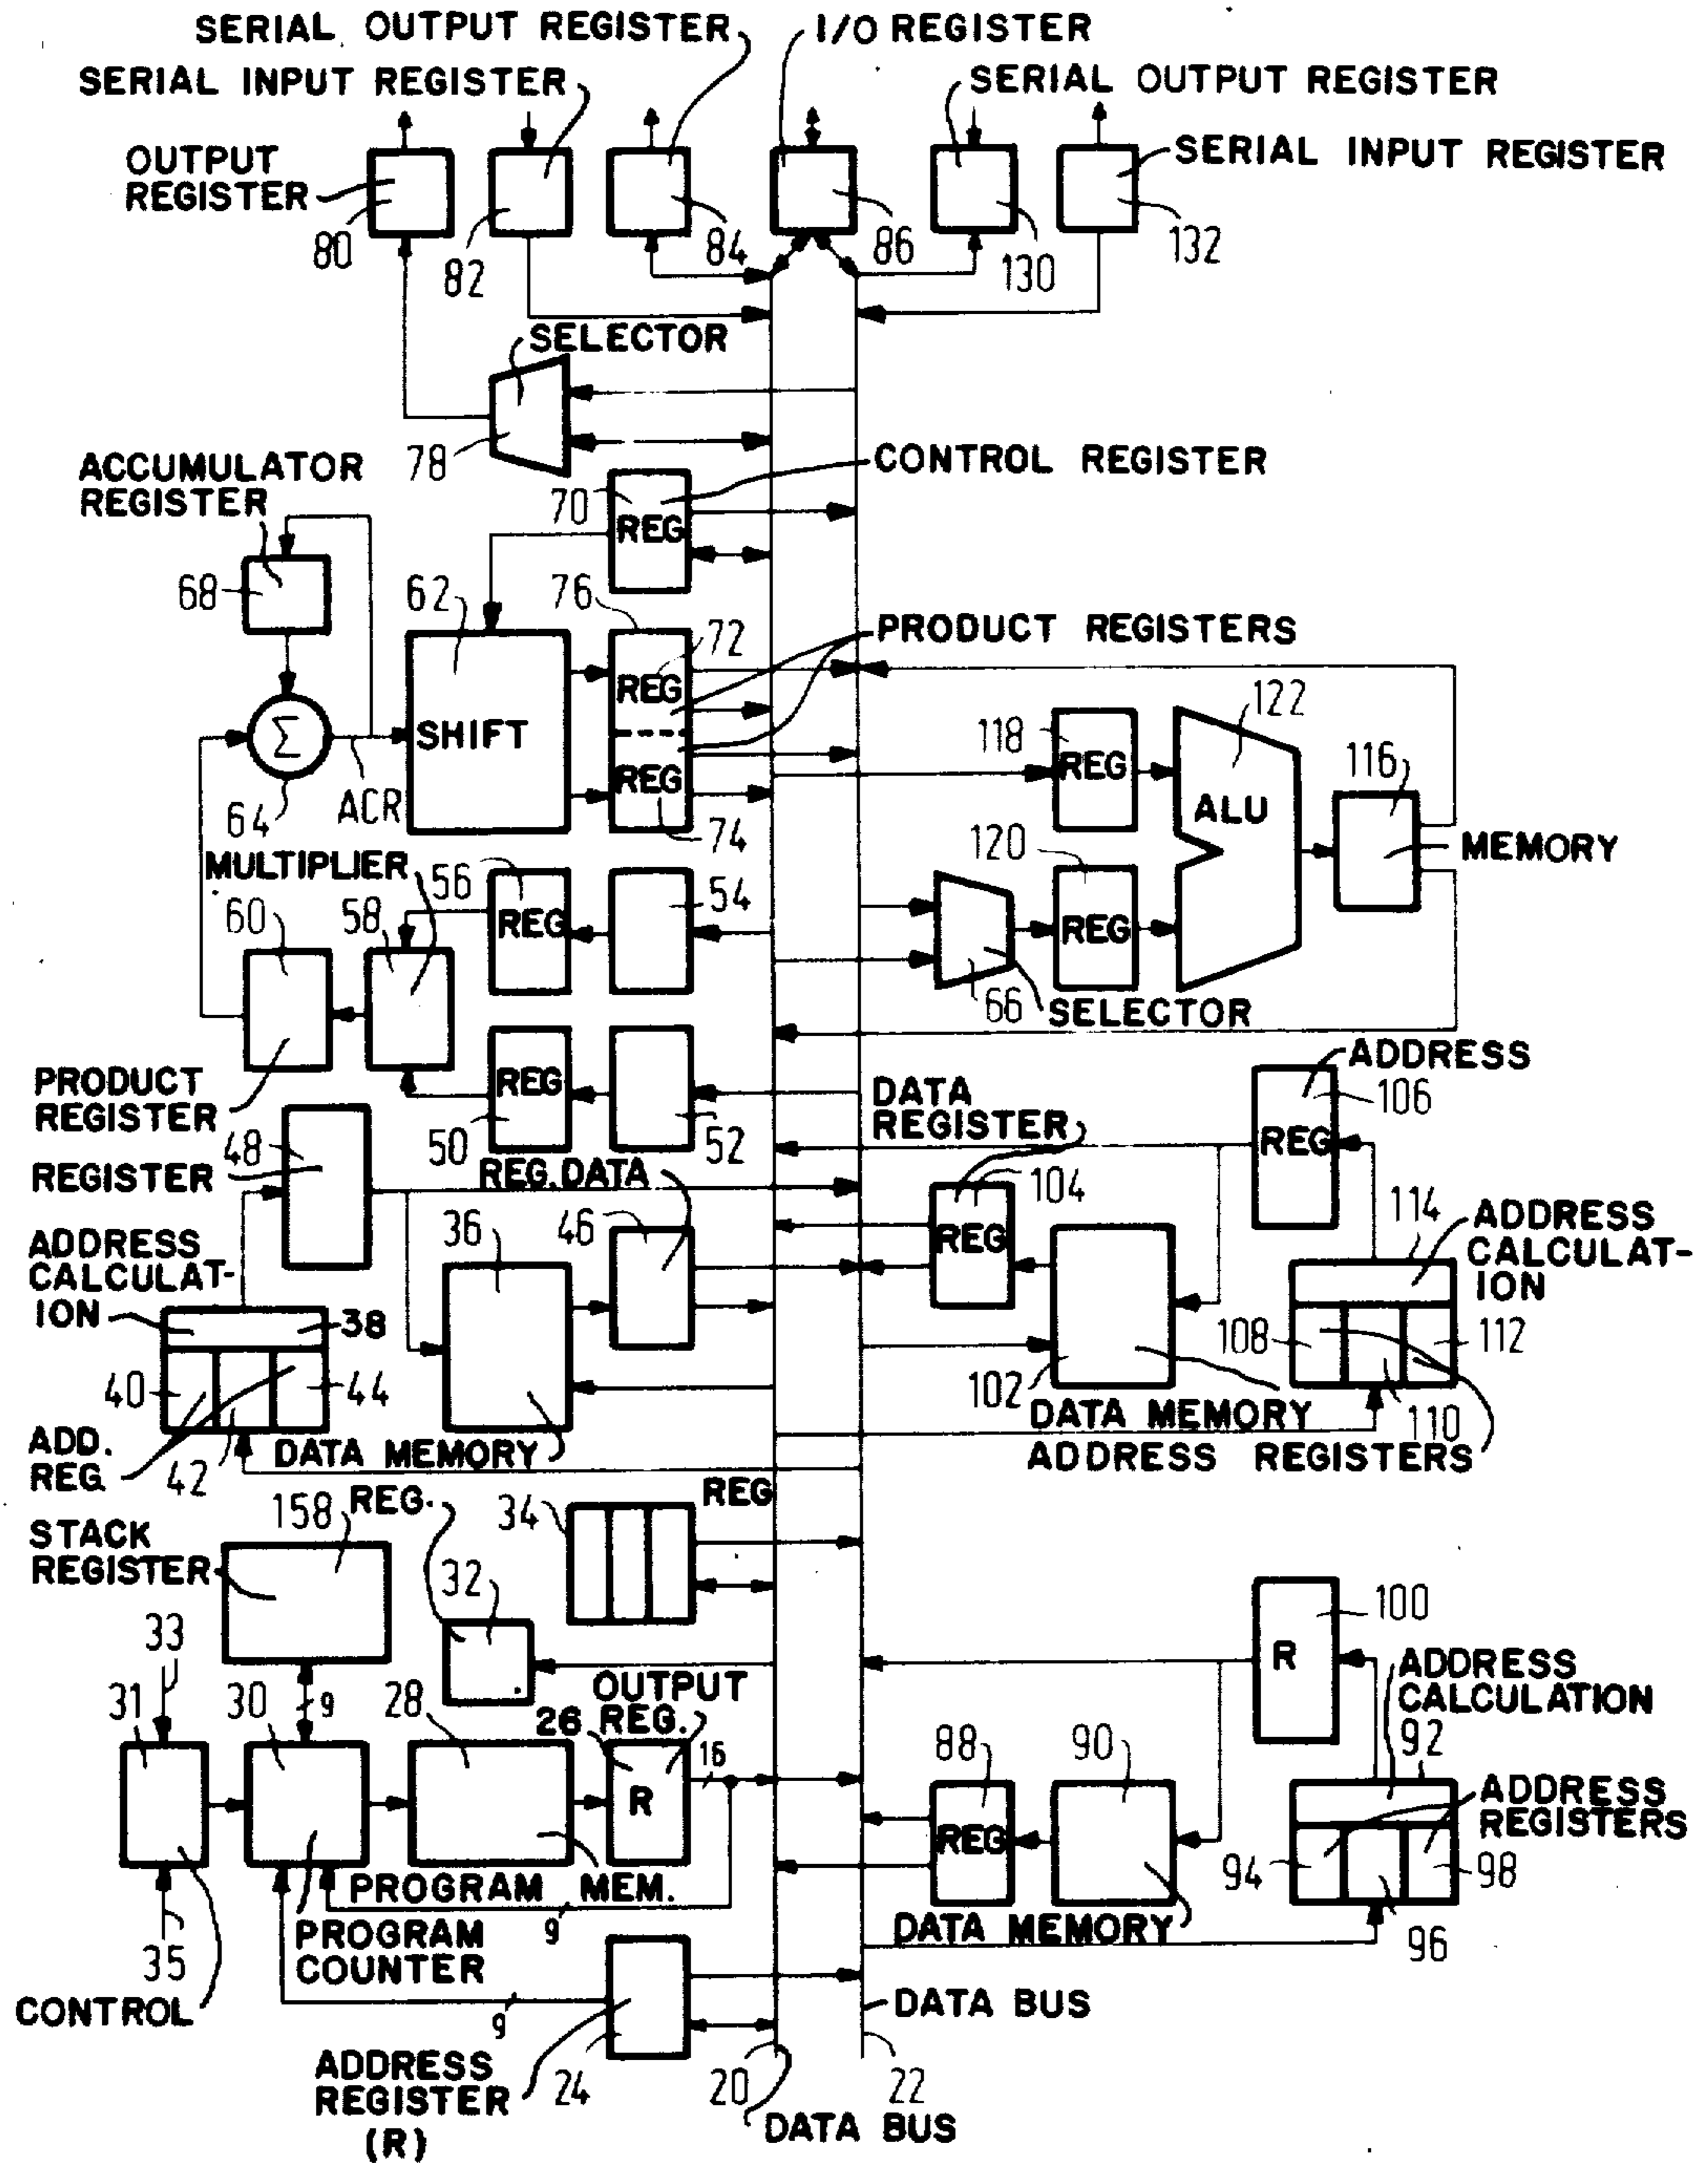 SERIAL OUTPUT REGISTER
I/O REGISTER
SERIAL INPUT REGISTER
SERIAL OUTPUT REGISTER
OUTPUT
REGISTER
SERIAL INPUT REGISTER
80
82
84
86
130
132
SELECTOR
78
ACCUMULATOR
REGISTER
CONTROL REGISTER
70
REG
68
62
76
72
PRODUCT REGISTERS
REG
Σ
SHIFT
118
REG
122
ALU
116
REG
64
ACR
74
MEMORY
120
MULTIPLIER
56
54
REG
REG
60
58
66
SELECTOR
PRODUCT
REGISTER
REG
50
52
DATA
REGISTER
ADDRESS
106
REG
48
REGISTER
REG. DATA
104
REG
114
ADDRESS
CALCULAT-
ION
ADDRESS
CALCULAT-
ION
36
46
38
108
112
40
44
102
110
DATA MEMORY
ADDRESS REGISTERS
ADD.
REG.
42
DATA MEMORY
158
REG.
34
REG
STACK
REGISTER
32
33
100
R
ADDRESS
CALCULATION
31
30
9
28
OUTPUT
REG.
26
16
R
88
90
92
REG
ADDRESS
REGISTERS
94
98
PROGRAM MEM.
9
PROGRAM
COUNTER
DATA MEMORY
96
35
CONTROL
9
DATA BUS
ADDRESS
REGISTER
(R)
24
20
22
DATA BUS